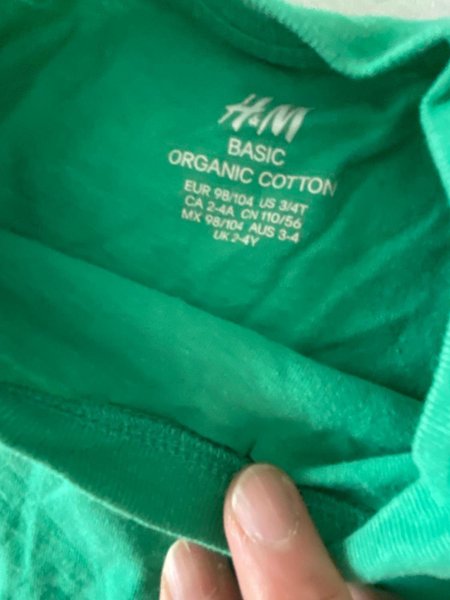 H&M
BASIC
ORGANIC COTTON
EUR 98/104 US 3/4T
CA 2-4A CN 110/56
MX 98/104 AUS 3-4
UK 2-4Y